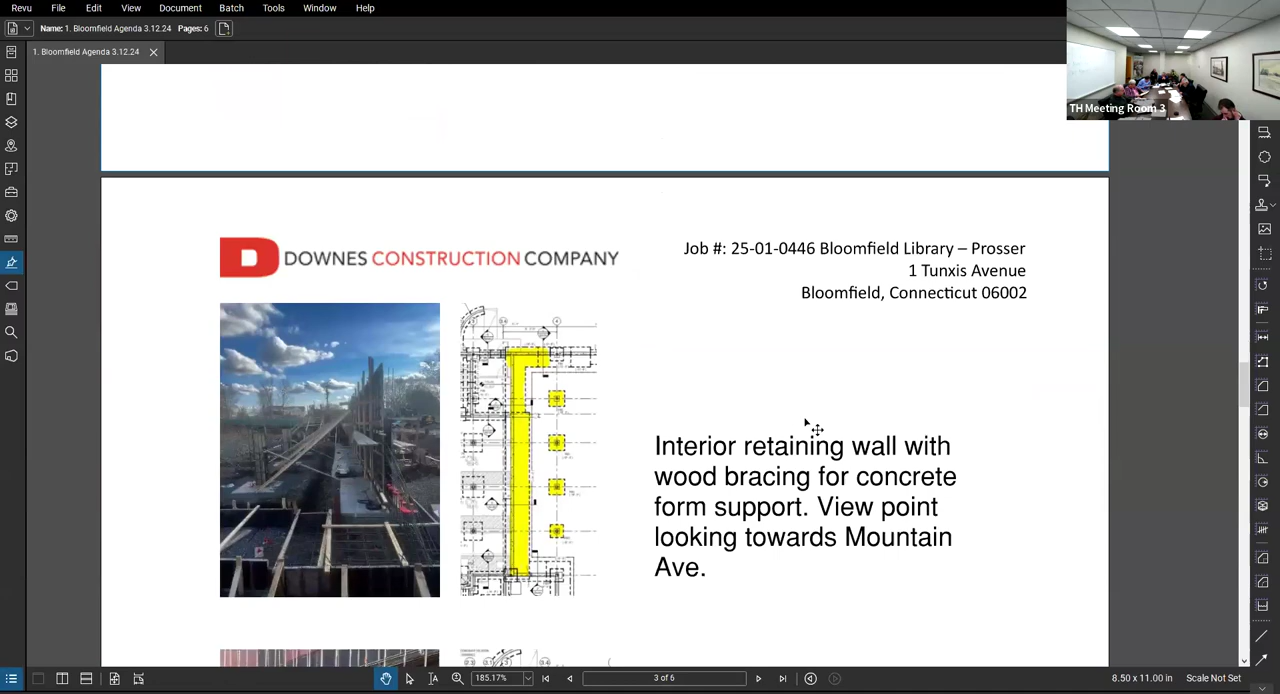 Revu File Edit View Document Batch Tools Window Help
Name: 1. Bloomfield Agenda 3.12.24 Pages: 6
1. Bloomfield Agenda 3.12.24
TH Meeting Room 3
DOWNES CONSTRUCTION COMPANY
Job #: 25-01-0446 Bloomfield Library – Prosser
1 Tunxis Avenue
Bloomfield, Connecticut 06002
Interior retaining wall with
wood bracing for concrete
form support. View point
looking towards Mountain
Ave.
185.17%
3 of 6
8.50 x 11.00 in
Scale Not Set